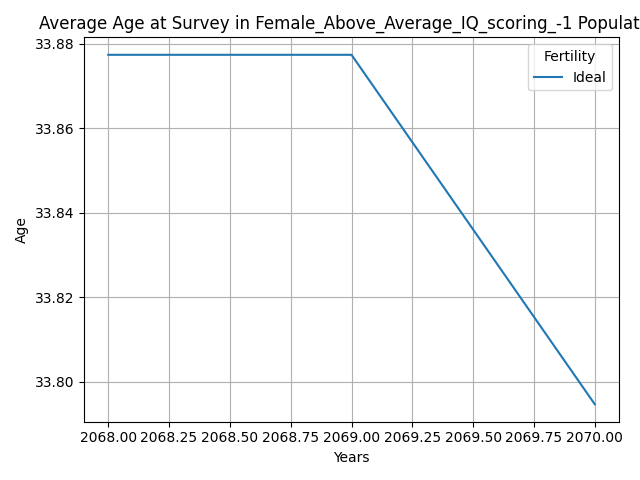 Average Age at Survey in Female_Above_Average_IQ_scoring_-1 Populat
33.88
33.86
33.84
33.82
33.80
Age
Fertility
Ideal
2068.00 2068.25 2068.50 2068.75 2069.00 2069.25 2069.50 2069.75 2070.00
Years